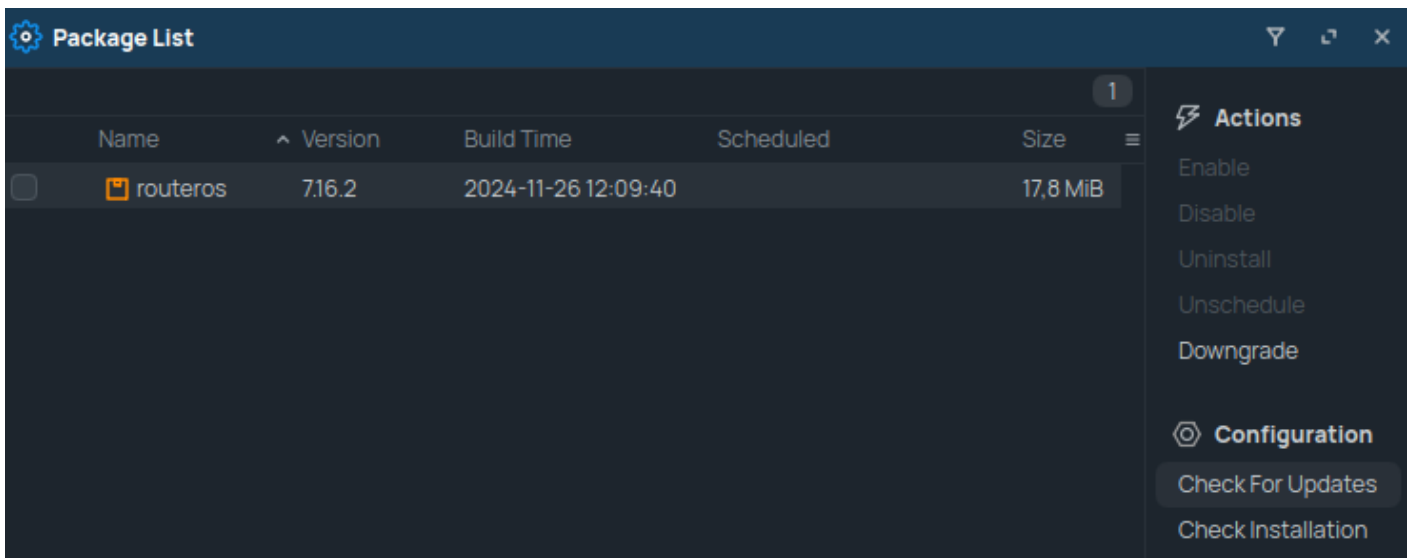 Package List
1
Name Version Build Time Scheduled Size
routeros 7.16.2 2024-11-26 12:09:40 17,8 MiB
Actions
Enable
Disable
Uninstall
Unschedule
Downgrade
Configuration
Check For Updates
Check Installation